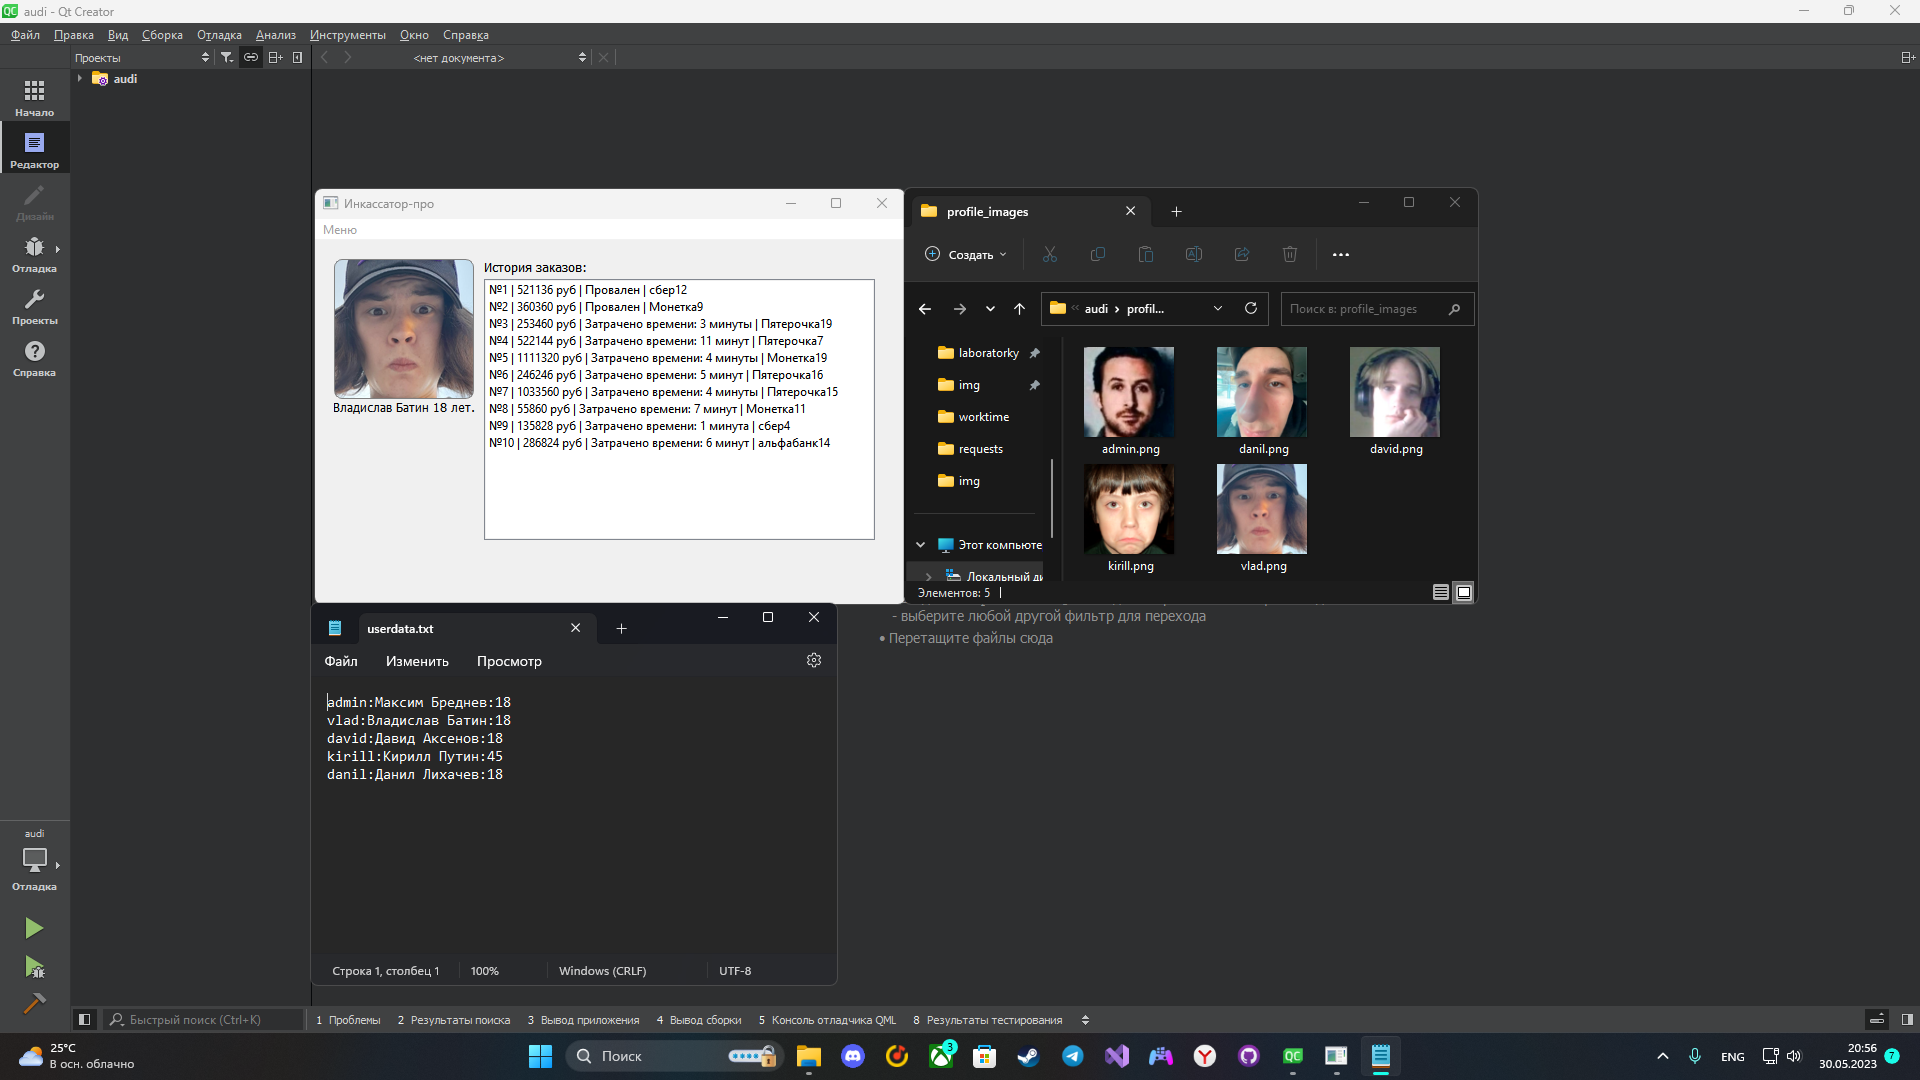 audi - Qt Creator
Файл Правка Вид Сборка Отладка Анализ Инструменты Окно Справка
Проекты
<нет документа>
audi
Начало
Редактор
Дизайн
Отладка
Проекты
Справка
audi
Отладка
Инкассатор-про
Меню
История заказов:
№1 | 521136 руб | Провален | сбер12
№2 | 360360 руб | Провален | Монетка9
№3 | 253460 руб | Затрачено времени: 3 минуты | Пятерочка19
№4 | 522144 руб | Затрачено времени: 11 минут | Пятерочка7
№5 | 1111320 руб | Затрачено времени: 4 минуты | Монетка19
№6 | 246246 руб | Затрачено времени: 5 минут | Пятерочка16
№7 | 1033560 руб | Затрачено времени: 4 минуты | Пятерочка15
№8 | 55860 руб | Затрачено времени: 7 минут | Монетка11
№9 | 135828 руб | Затрачено времени: 1 минута | сбер4
№10 | 286824 руб | Затрачено времени: 6 минут | альфабанк14
Владислав Батин 18 лет.
profile_images
Создать
audi > profil...
Поиск в: profile_images
laboratorky
img
worktime
requests
img
Этот компьюте
Локальный ди
admin.png
danil.png
david.png
kirill.png
vlad.png
Элементов: 5
- выберите любой другой фильтр для перехода
• Перетащите файлы сюда
userdata.txt
Файл Изменить Просмотр
admin:Максим Бреднев:18
vlad:Владислав Батин:18
david:Давид Аксенов:18
kirill:Кирилл Путин:45
danil:Данил Лихачев:18
Строка 1, столбец 1 100% Windows (CRLF) UTF-8
Быстрый поиск (Ctrl+K) 1 Проблемы 2 Результаты поиска 3 Вывод приложения 4 Вывод сборки 5 Консоль отладчика QML 8 Результаты тестирования
25°C
В осн. облачно
Поиск
3
QC
ENG
20:56
30.05.2023
7